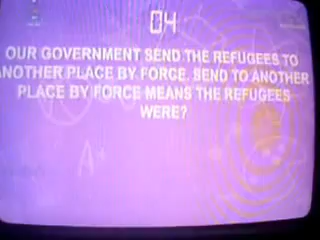 04
OUR GOVERNMENT SEND THE REFUGEES TO
ANOTHER PLACE BY FORCE. SEND TO ANOTHER
PLACE BY FORCE MEANS THE REFUGEES
WERE?
A+